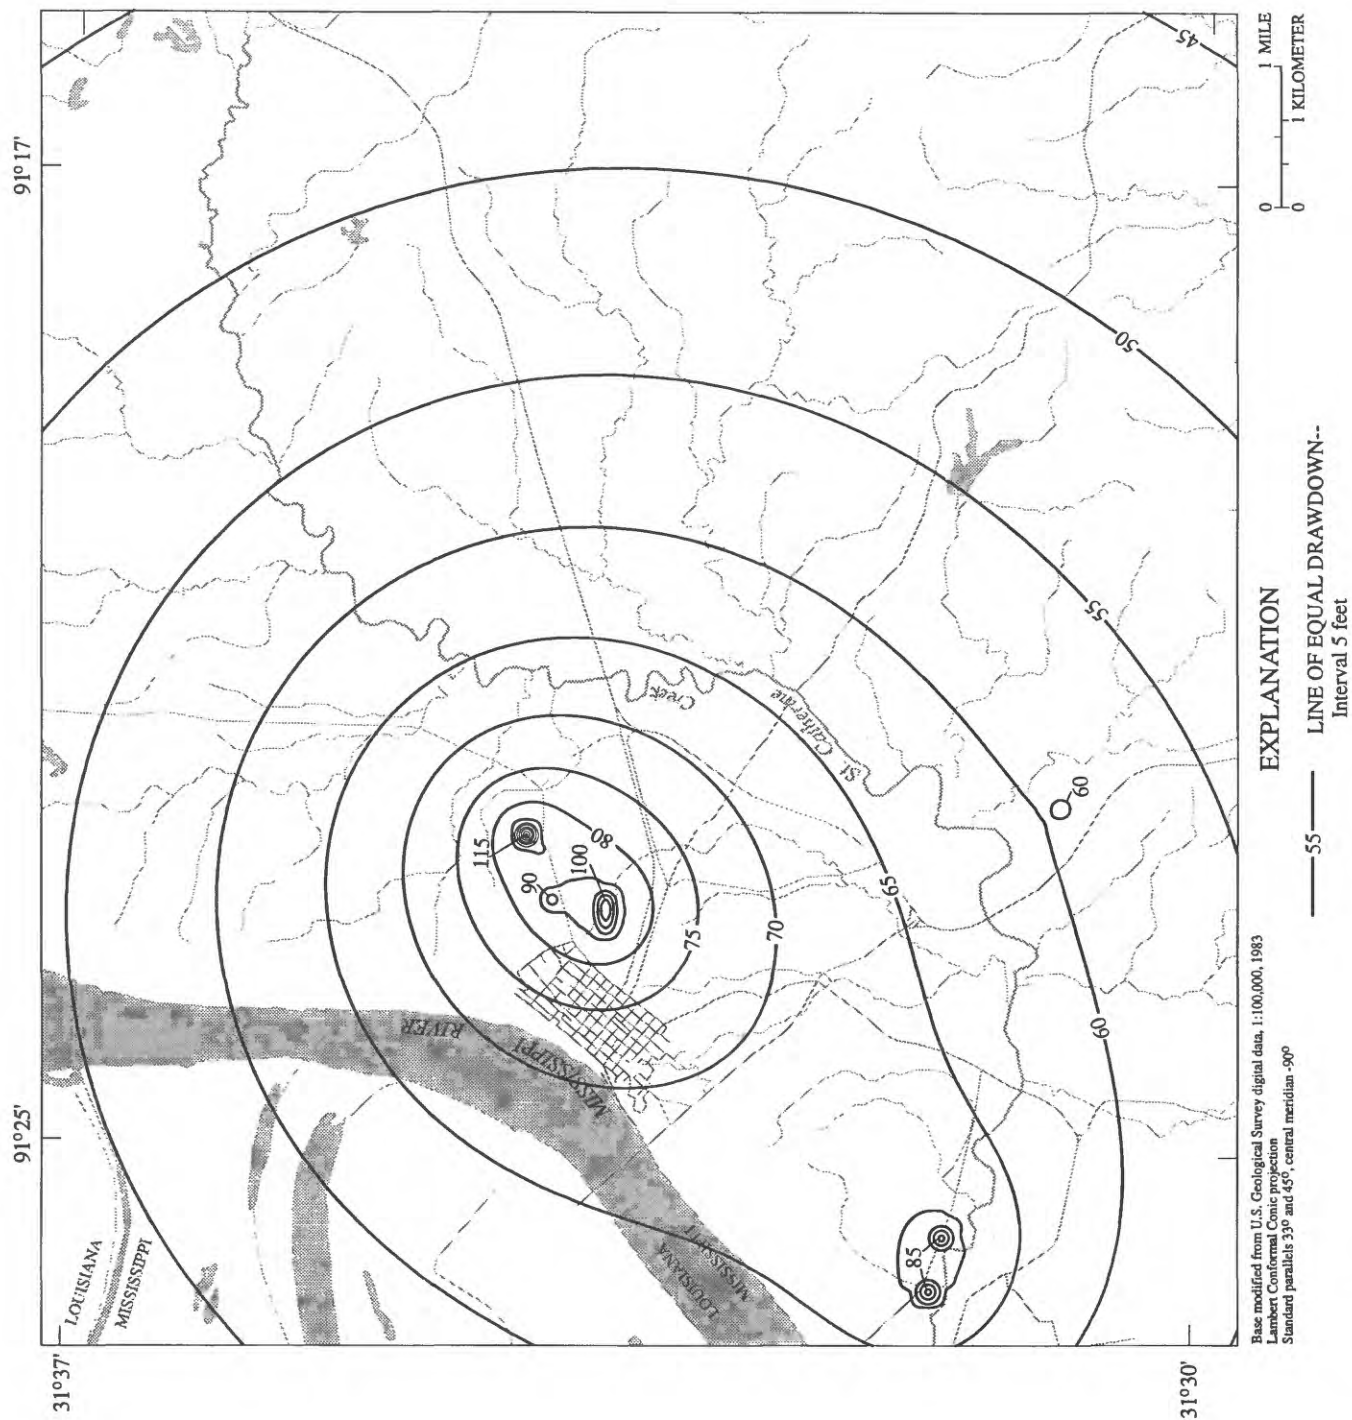 91°17'
91°25'
31°37'
31°30'
LOUISIANA
MISSISSIPPI
MISSISSIPPI
RIVER
LOUISIANA
MISSISSIPPI
St. Catherine
Creek
45
50
55
60
60
65
70
75
80
85
90
100
115
0 1 MILE
0 1 KILOMETER
Base modified from U.S. Geological Survey digital data, 1:100,000, 1983
Lambert Conformal Conic projection
Standard parallels 33° and 45°, central meridian -90°
EXPLANATION
55 LINE OF EQUAL DRAWDOWN--
Interval 5 feet